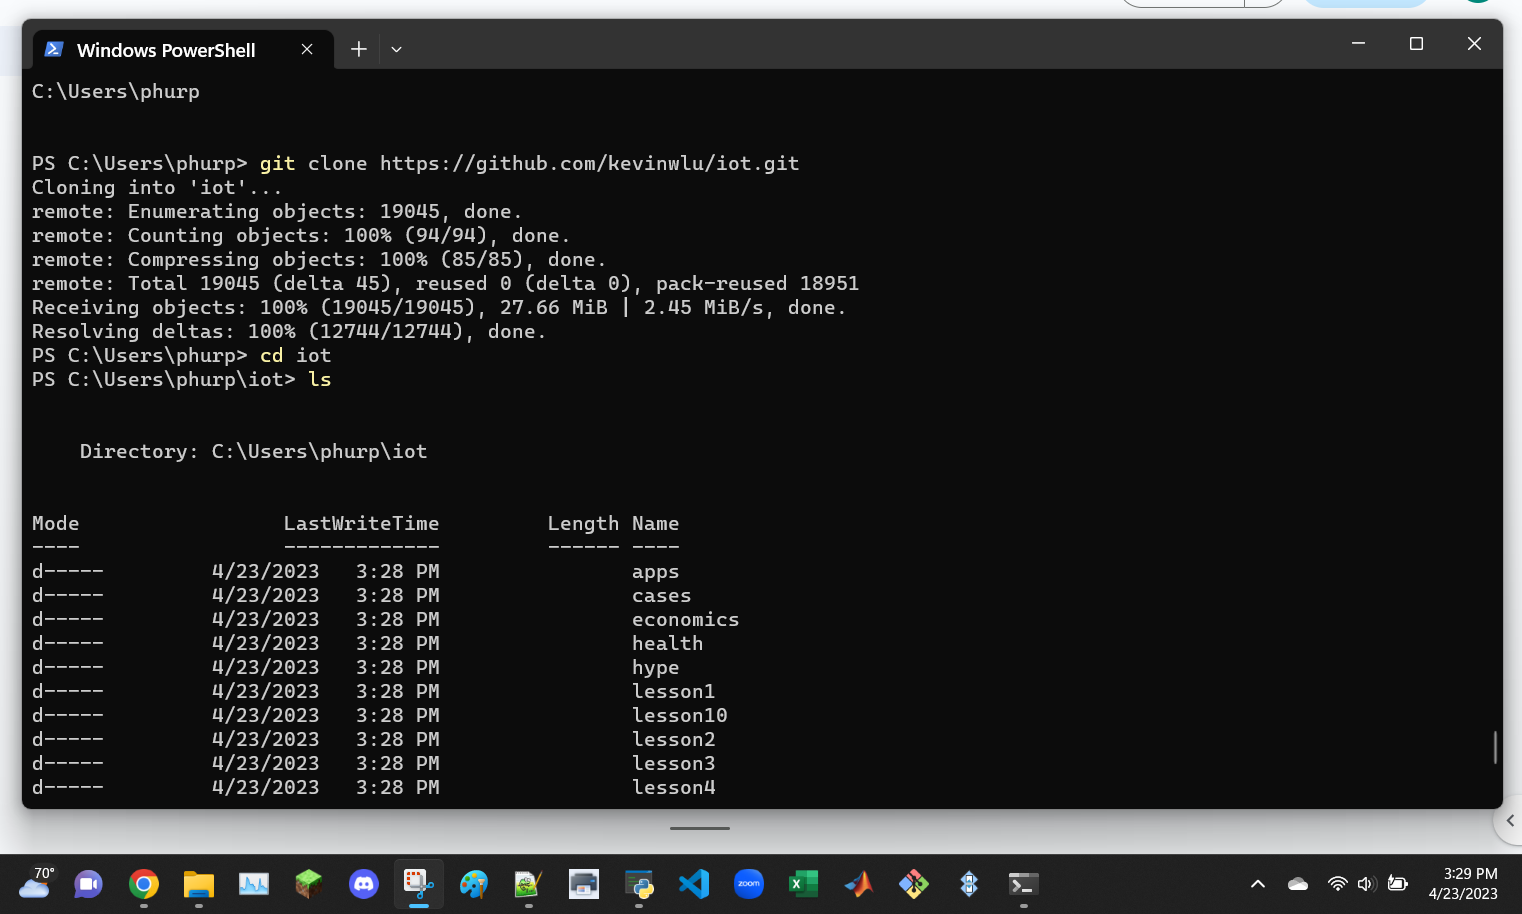 Windows PowerShell
C:\Users\phurp
PS C:\Users\phurp> git clone https://github.com/kevinwlu/iot.git
Cloning into 'iot'...
remote: Enumerating objects: 19045, done.
remote: Counting objects: 100% (94/94), done.
remote: Compressing objects: 100% (85/85), done.
remote: Total 19045 (delta 45), reused 0 (delta 0), pack-reused 18951
Receiving objects: 100% (19045/19045), 27.66 MiB | 2.45 MiB/s, done.
Resolving deltas: 100% (12744/12744), done.
PS C:\Users\phurp> cd iot
PS C:\Users\phurp\iot> ls
Directory: C:\Users\phurp\iot
Mode LastWriteTime Length Name
---- ------------- ------ ----
d----- 4/23/2023 3:28 PM apps
d----- 4/23/2023 3:28 PM cases
d----- 4/23/2023 3:28 PM economics
d----- 4/23/2023 3:28 PM health
d----- 4/23/2023 3:28 PM hype
d----- 4/23/2023 3:28 PM lesson1
d----- 4/23/2023 3:28 PM lesson10
d----- 4/23/2023 3:28 PM lesson2
d----- 4/23/2023 3:28 PM lesson3
d----- 4/23/2023 3:28 PM lesson4
70°
zoom
3:29 PM
4/23/2023